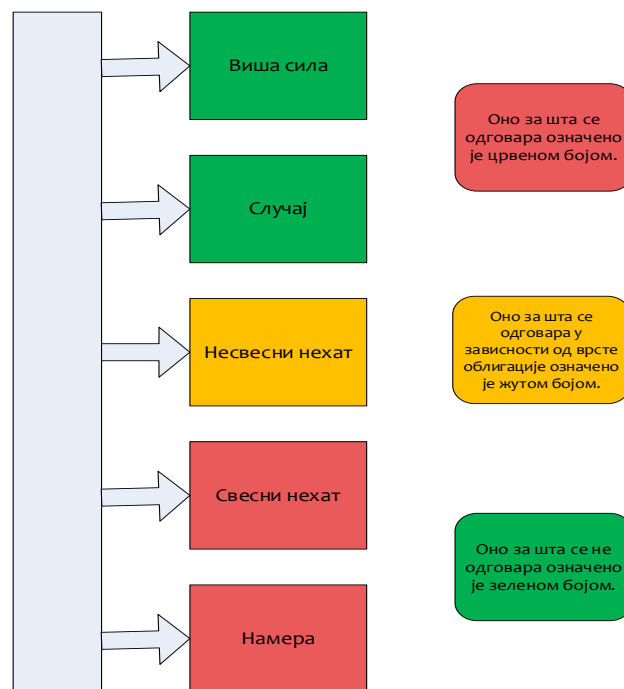 Виша сила
Случај
Несвесни нехат
Свесни нехат
Намера
Оно за шта се
одговара означено
је црвеном бојом.
Оно за шта се
одговара у
зависности од врсте
облигације означено
је жутом бојом.
Оно за шта се не
одговара означено
је зеленом бојом.